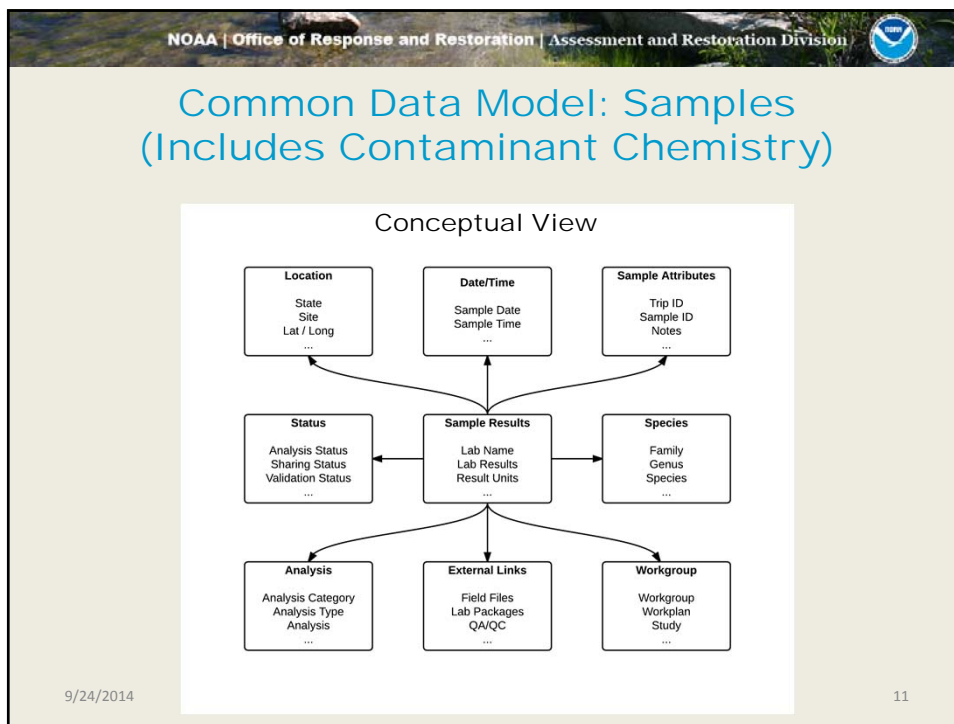 NOAA | Office of Response and Restoration | Assessment and Restoration Division
NOAA
Common Data Model: Samples
(Includes Contaminant Chemistry)
Conceptual View
Location
State
Site
Lat / Long
...
Date/Time
Sample Date
Sample Time
...
Sample Attributes
Trip ID
Sample ID
Notes
...
Status
Analysis Status
Sharing Status
Validation Status
...
Sample Results
Lab Name
Lab Results
Result Units
...
Species
Family
Genus
Species
...
Analysis
Analysis Category
Analysis Type
Analysis
...
External Links
Field Files
Lab Packages
QA/QC
...
Workgroup
Workgroup
Workplan
Study
...
9/24/2014
11